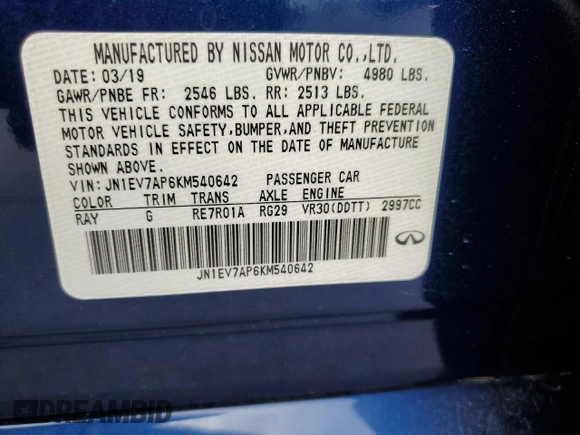 MANUFACTURED BY NISSAN MOTOR CO.,LTD.
DATE: 03/19 GVWR/PNBV: 4980 LBS.
GAWR/PNBE FR: 2546 LBS. RR: 2513 LBS.
THIS VEHICLE CONFORMS TO ALL APPLICABLE FEDERAL
MOTOR VEHICLE SAFETY,BUMPER,AND THEFT PREVENTION
STANDARDS IN EFFECT ON THE DATE OF MANUFACTURE
SHOWN ABOVE.
VIN: JN1EV7AP6KM540642 PASSENGER CAR
COLOR TRIM TRANS AXLE ENGINE
RAY G RE7R01A RG29 VR30(DDTT) 2997CC
JN1EV7AP6KM540642
DREAMBID